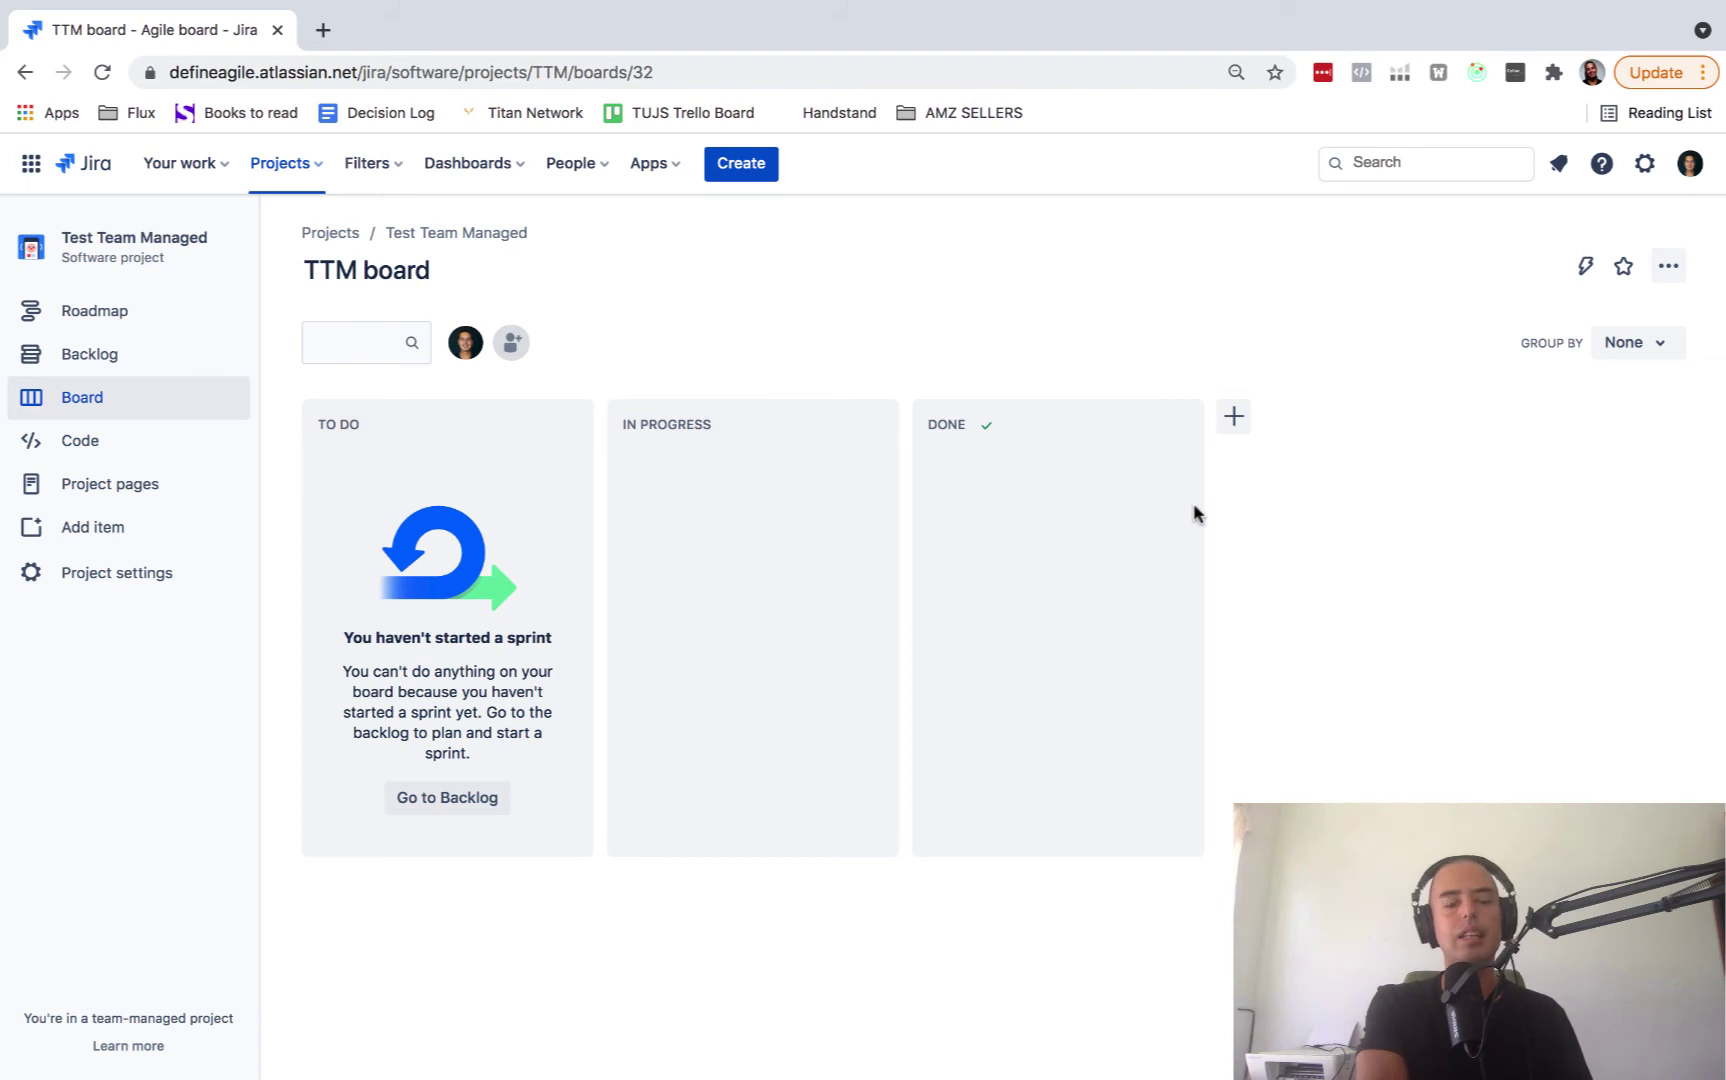 TTM board - Agile board - Jira
defineagile.atlassian.net/jira/software/projects/TTM/boards/32
Update
Apps
Flux
Books to read
Decision Log
Titan Network
TUJS Trello Board
Handstand
AMZ SELLERS
Reading List
Jira
Your work
Projects
Filters
Dashboards
People
Apps
Create
Search
Test Team Managed
Software project
Roadmap
Backlog
Board
Code
Project pages
Add item
Project settings
You're in a team-managed project
Learn more
Projects / Test Team Managed
TTM board
GROUP BY
None
TO DO
IN PROGRESS
DONE
You haven't started a sprint
You can't do anything on your
board because you haven't
started a sprint yet. Go to the
backlog to plan and start a
sprint.
Go to Backlog